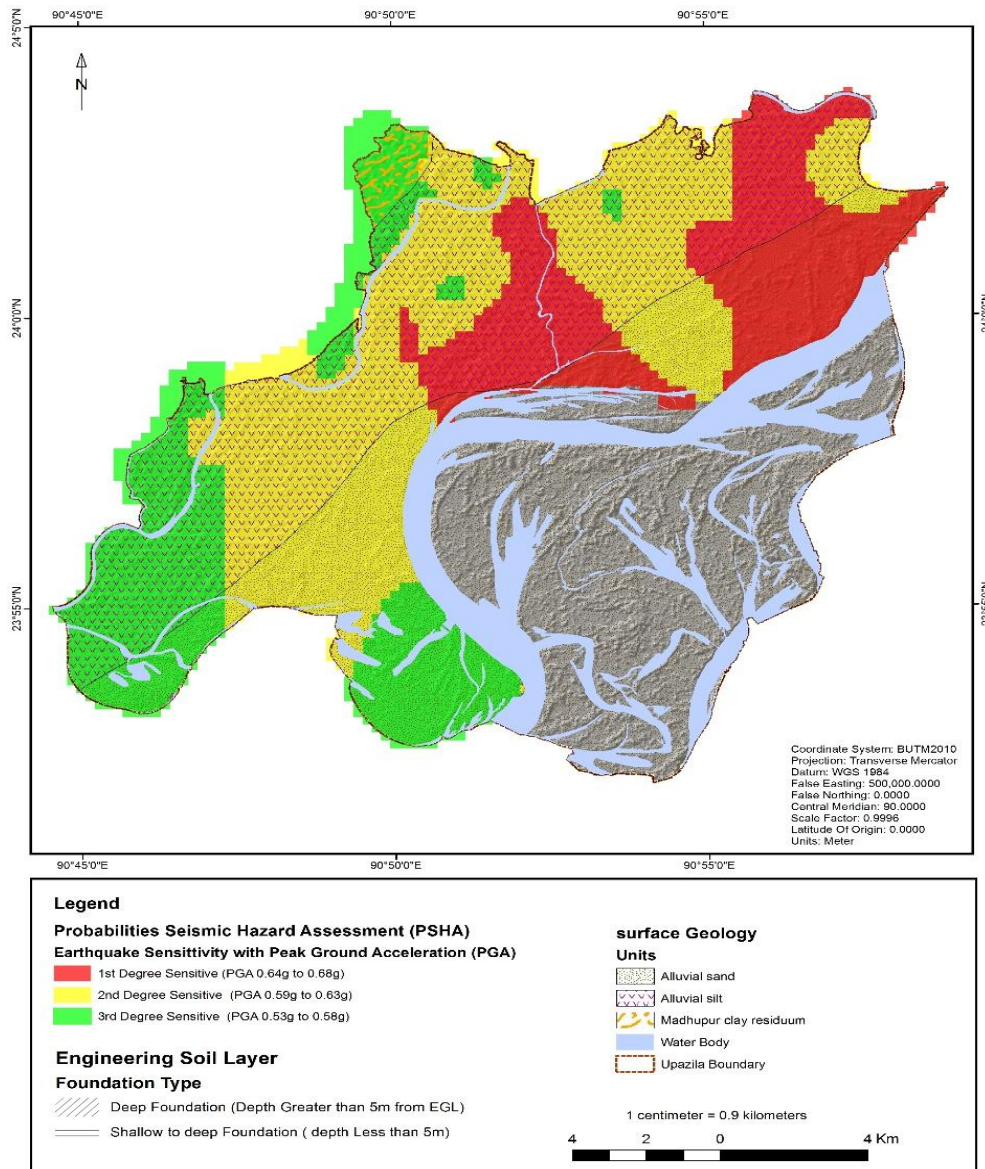 90°45'0"E 90°50'0"E 90°55'0"E
24°5'0"N
N
24°0'0"N
23°55'0"N
Coordinate System: BUTM2010
Projection: Transverse Mercator
Datum: WGS 1984
False Easting: 500,000.0000
False Northing: 0.0000
Central Meridian: 90.0000
Scale Factor: 0.9996
Latitude Of Origin: 0.0000
Units: Meter
90°45'0"E 90°50'0"E 90°55'0"E
Legend
Probabilities Seismic Hazard Assessment (PSHA)
Earthquake Sensittivity with Peak Ground Acceleration (PGA)
1st Degree Sensitive (PGA 0.64g to 0.68g)
2nd Degree Sensitive (PGA 0.59g to 0.63g)
3rd Degree Sensitive (PGA 0.53g to 0.58g)
Engineering Soil Layer
Foundation Type
Deep Foundation (Depth Greater than 5m from EGL)
Shallow to deep Foundation ( depth Less than 5m)
surface Geology
Units
Alluvial sand
Alluvial silt
Madhupur clay residuum
Water Body
Upazila Boundary
1 centimeter = 0.9 kilometers
4 2 0 4 Km